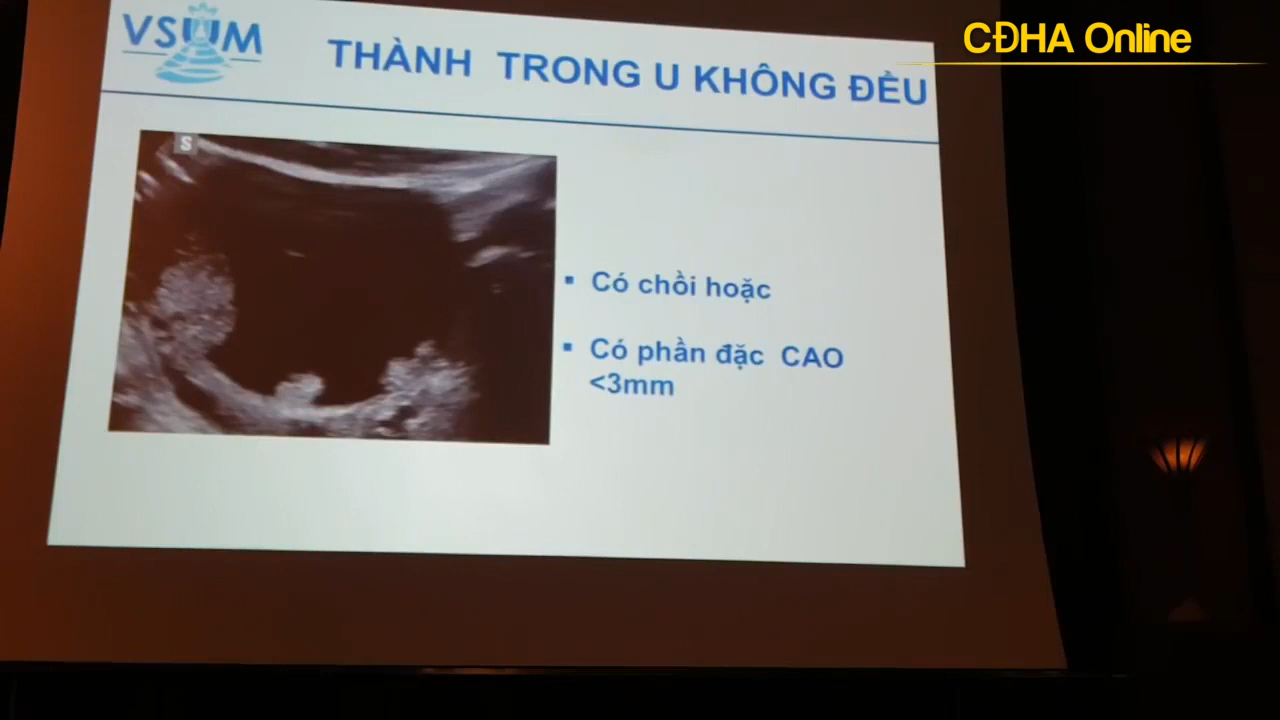 CĐHA Online
VSUM
THÀNH TRONG U KHÔNG ĐỀU
S
Có chồi hoặc
Có phần đặc CAO
<3mm